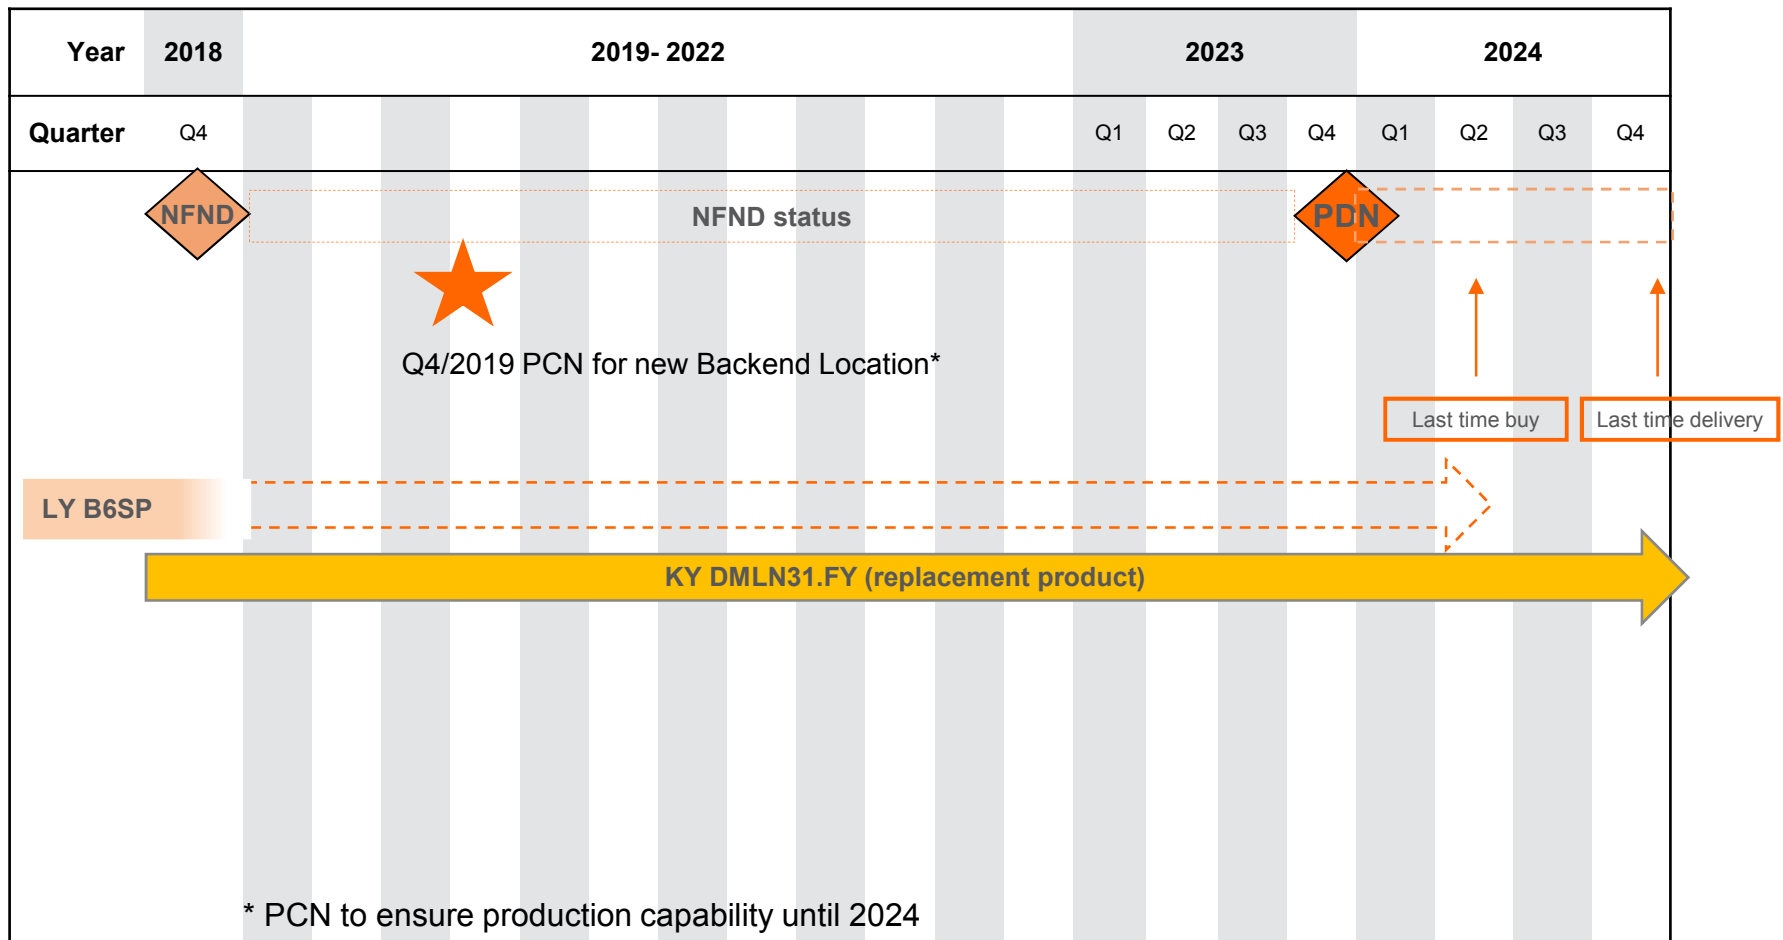 Year 2018 2019- 2022 2023 2024
Quarter Q4 Q1 Q2 Q3 Q4 Q1 Q2 Q3 Q4
NFND NFND status PDN
Q4/2019 PCN for new Backend Location*
Last time buy Last time delivery
LY B6SP
KY DMLN31.FY (replacement product)
* PCN to ensure production capability until 2024